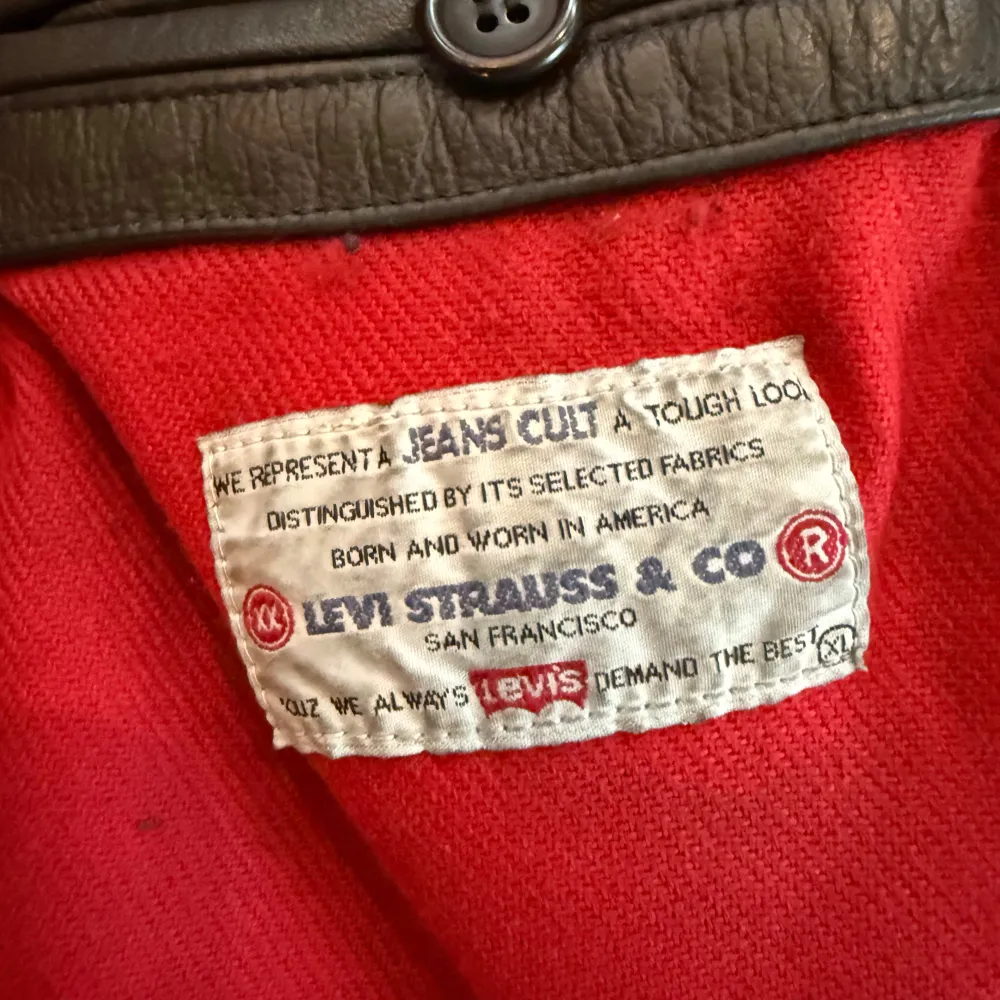 WE REPRESENT A JEANS CULT A TOUGH LOOK
DISTINGUISHED BY ITS SELECTED FABRICS
BORN AND WORN IN AMERICA
XX LEVI STRAUSS & CO R
SAN FRANCISCO
'CUZ WE ALWAYS Levi's DEMAND THE BEST XL